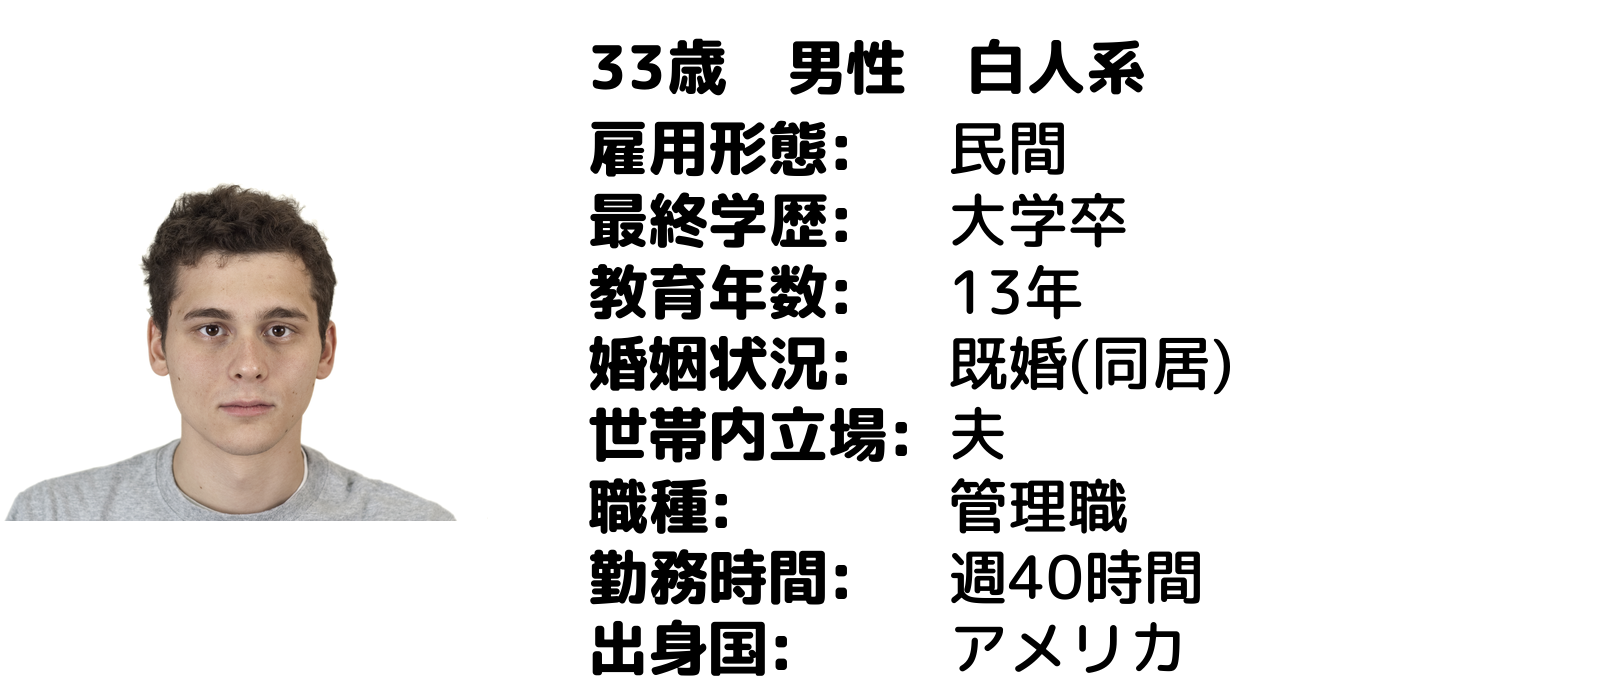 33歳　男性　白人系
雇用形態:　民間
最終学歴:　大学卒
教育年数:　13年
婚姻状況:　既婚(同居)
世帯内立場:　夫
職種:　管理職
勤務時間:　週40時間
出身国:　アメリカ